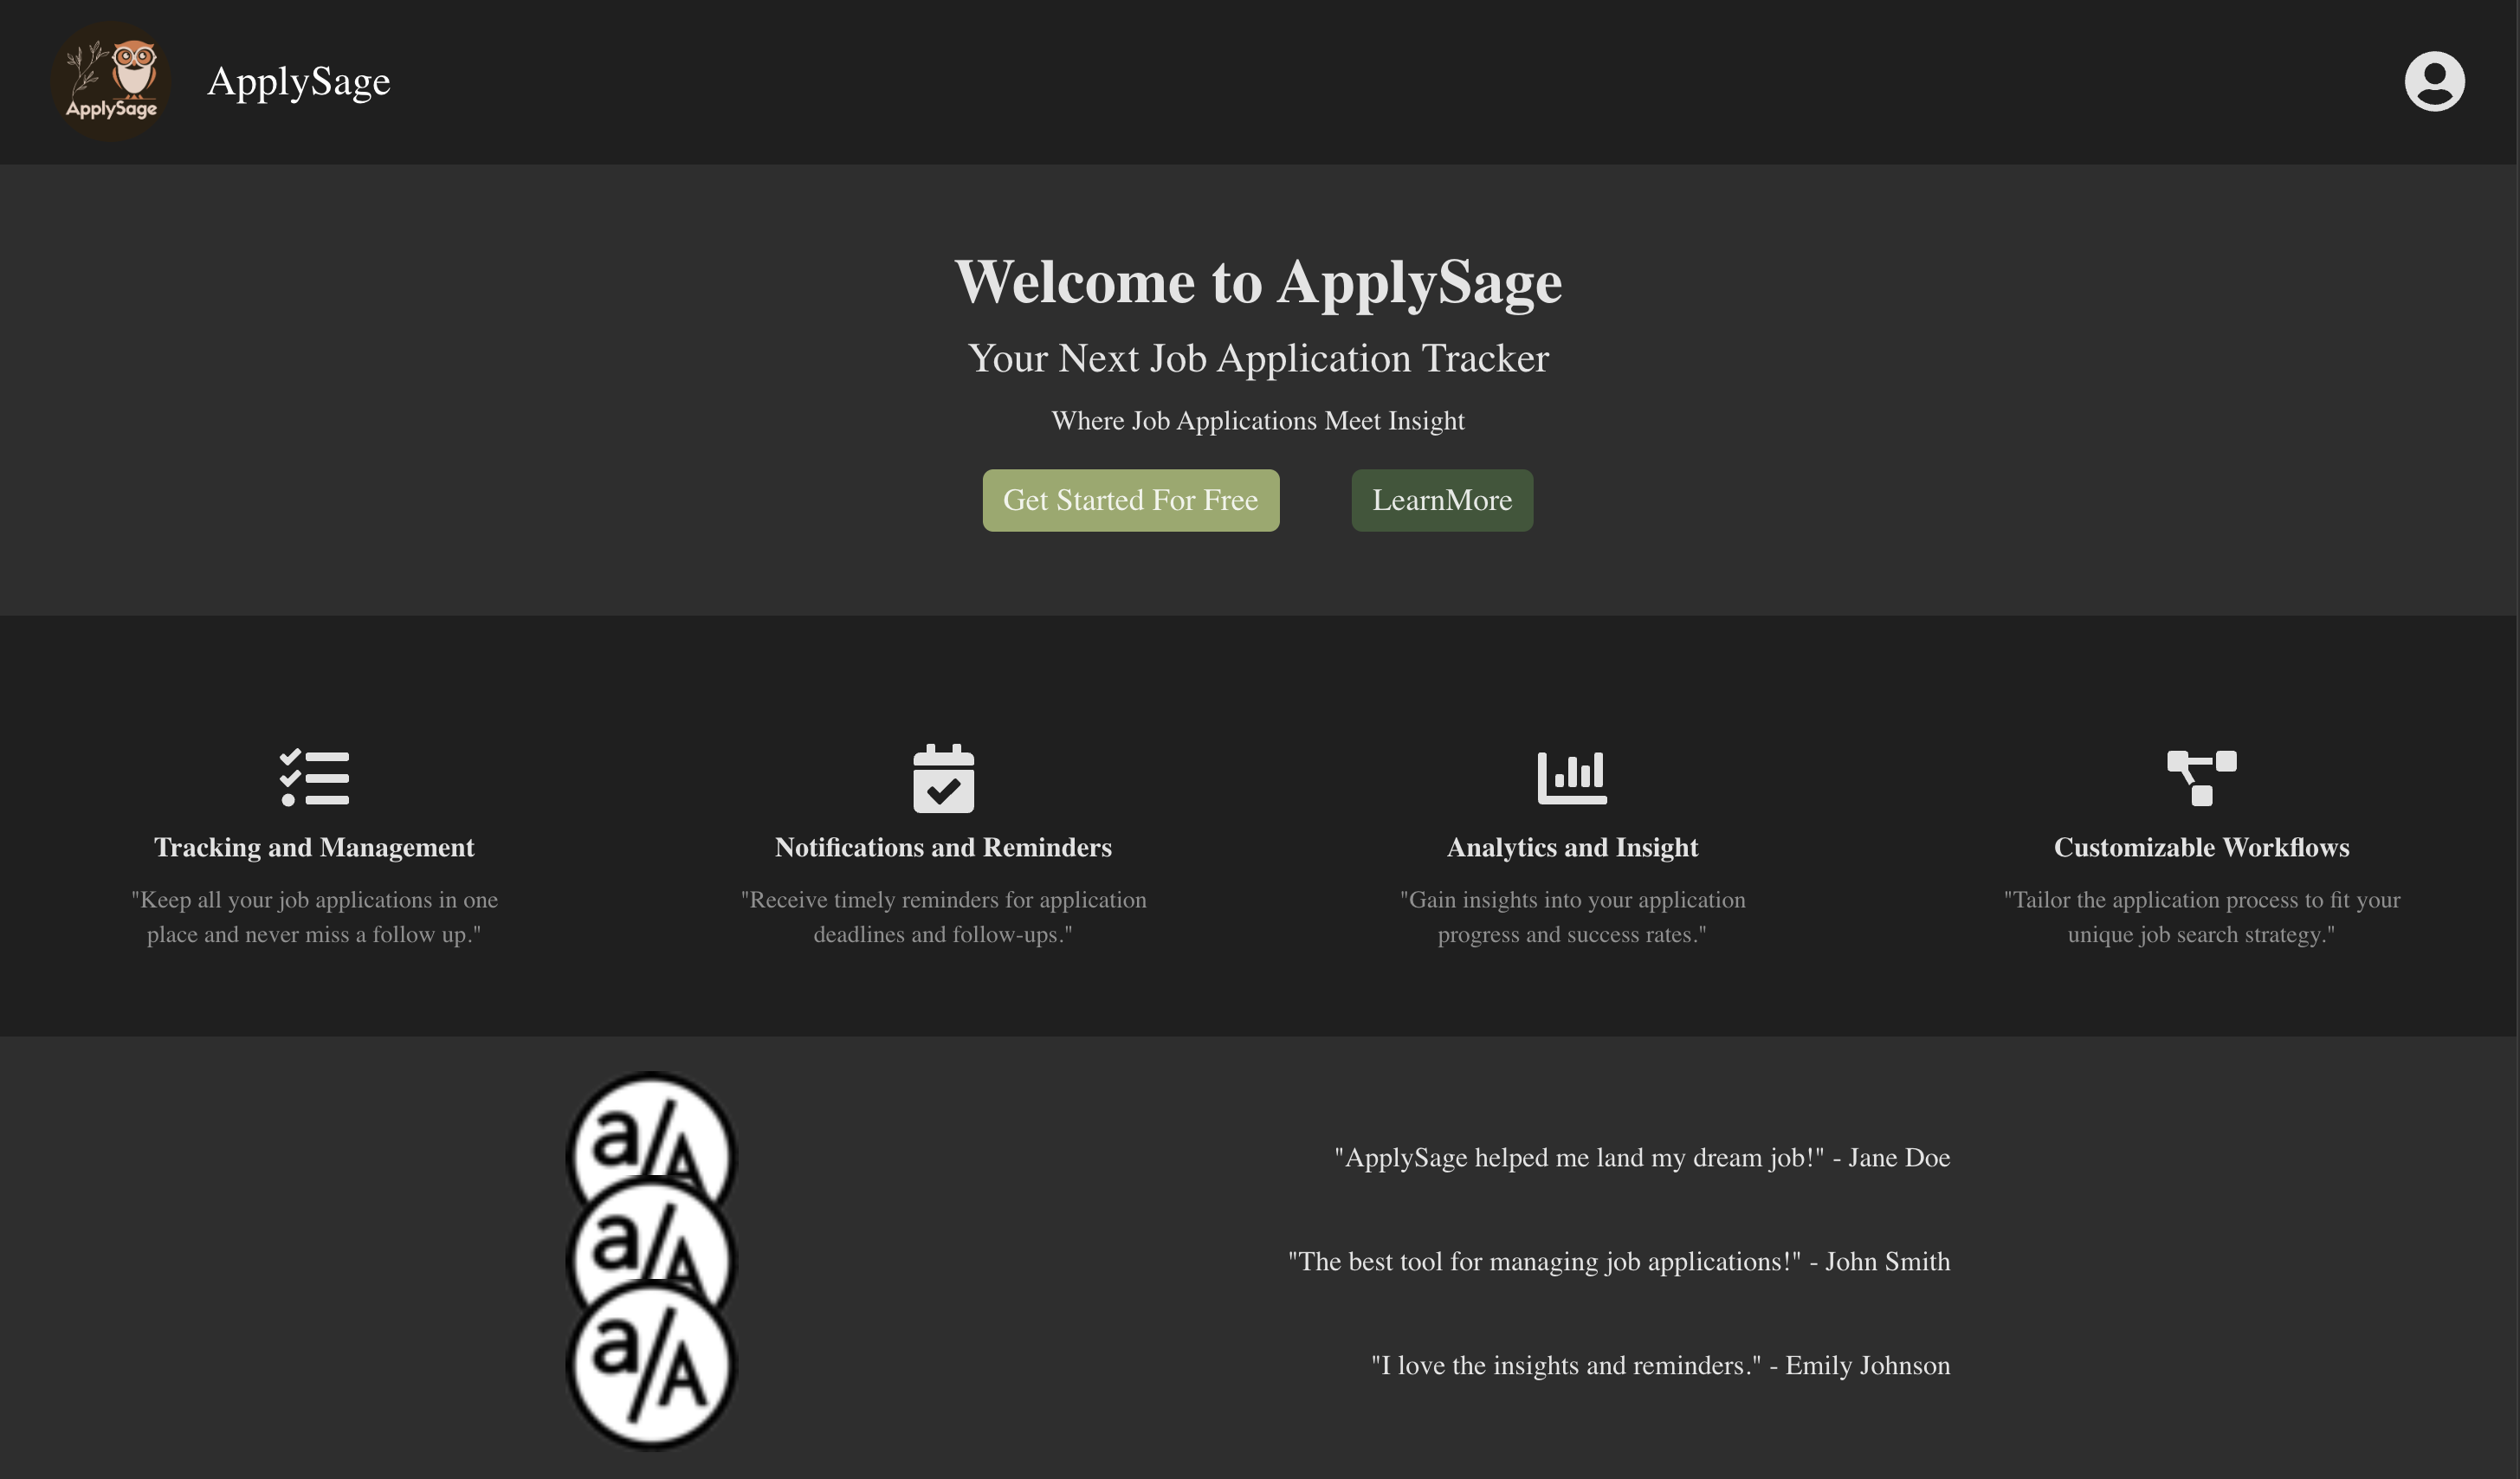 ApplySage
ApplySage
Welcome to ApplySage
Your Next Job Application Tracker
Where Job Applications Meet Insight
Get Started For Free
LearnMore
Tracking and Management
"Keep all your job applications in one
place and never miss a follow up."
Notifications and Reminders
"Receive timely reminders for application
deadlines and follow-ups."
Analytics and Insight
"Gain insights into your application
progress and success rates."
Customizable Workflows
"Tailor the application process to fit your
unique job search strategy."
a/A
"ApplySage helped me land my dream job!" - Jane Doe
a/A
"The best tool for managing job applications!" - John Smith
a/A
"I love the insights and reminders." - Emily Johnson